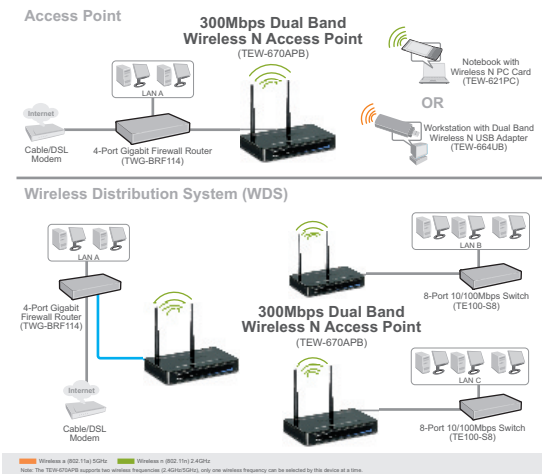 Access Point
300Mbps Dual Band
Wireless N Access Point
(TEW-670APB)
LAN A
Internet
Cable/DSL
Modem
4-Port Gigabit Firewall Router
(TWG-BRF114)
Notebook with
Wireless N PC Card
(TEW-621PC)
OR
Workstation with Dual Band
Wireless N USB Adapter
(TEW-664UB)
Wireless Distribution System (WDS)
LAN A
4-Port Gigabit
Firewall Router
(TWG-BRF114)
Internet
Cable/DSL
Modem
300Mbps Dual Band
Wireless N Access Point
(TEW-670APB)
LAN B
8-Port 10/100Mbps Switch
(TE100-S8)
LAN C
8-Port 10/100Mbps Switch
(TE100-S8)
Wireless a (802.11a) 5GHz Wireless n (802.11n) 2.4GHz
Note: The TEW-670APB supports two wireless frequencies (2.4GHz/5GHz), only one wireless frequency can be selected by this device at a time.